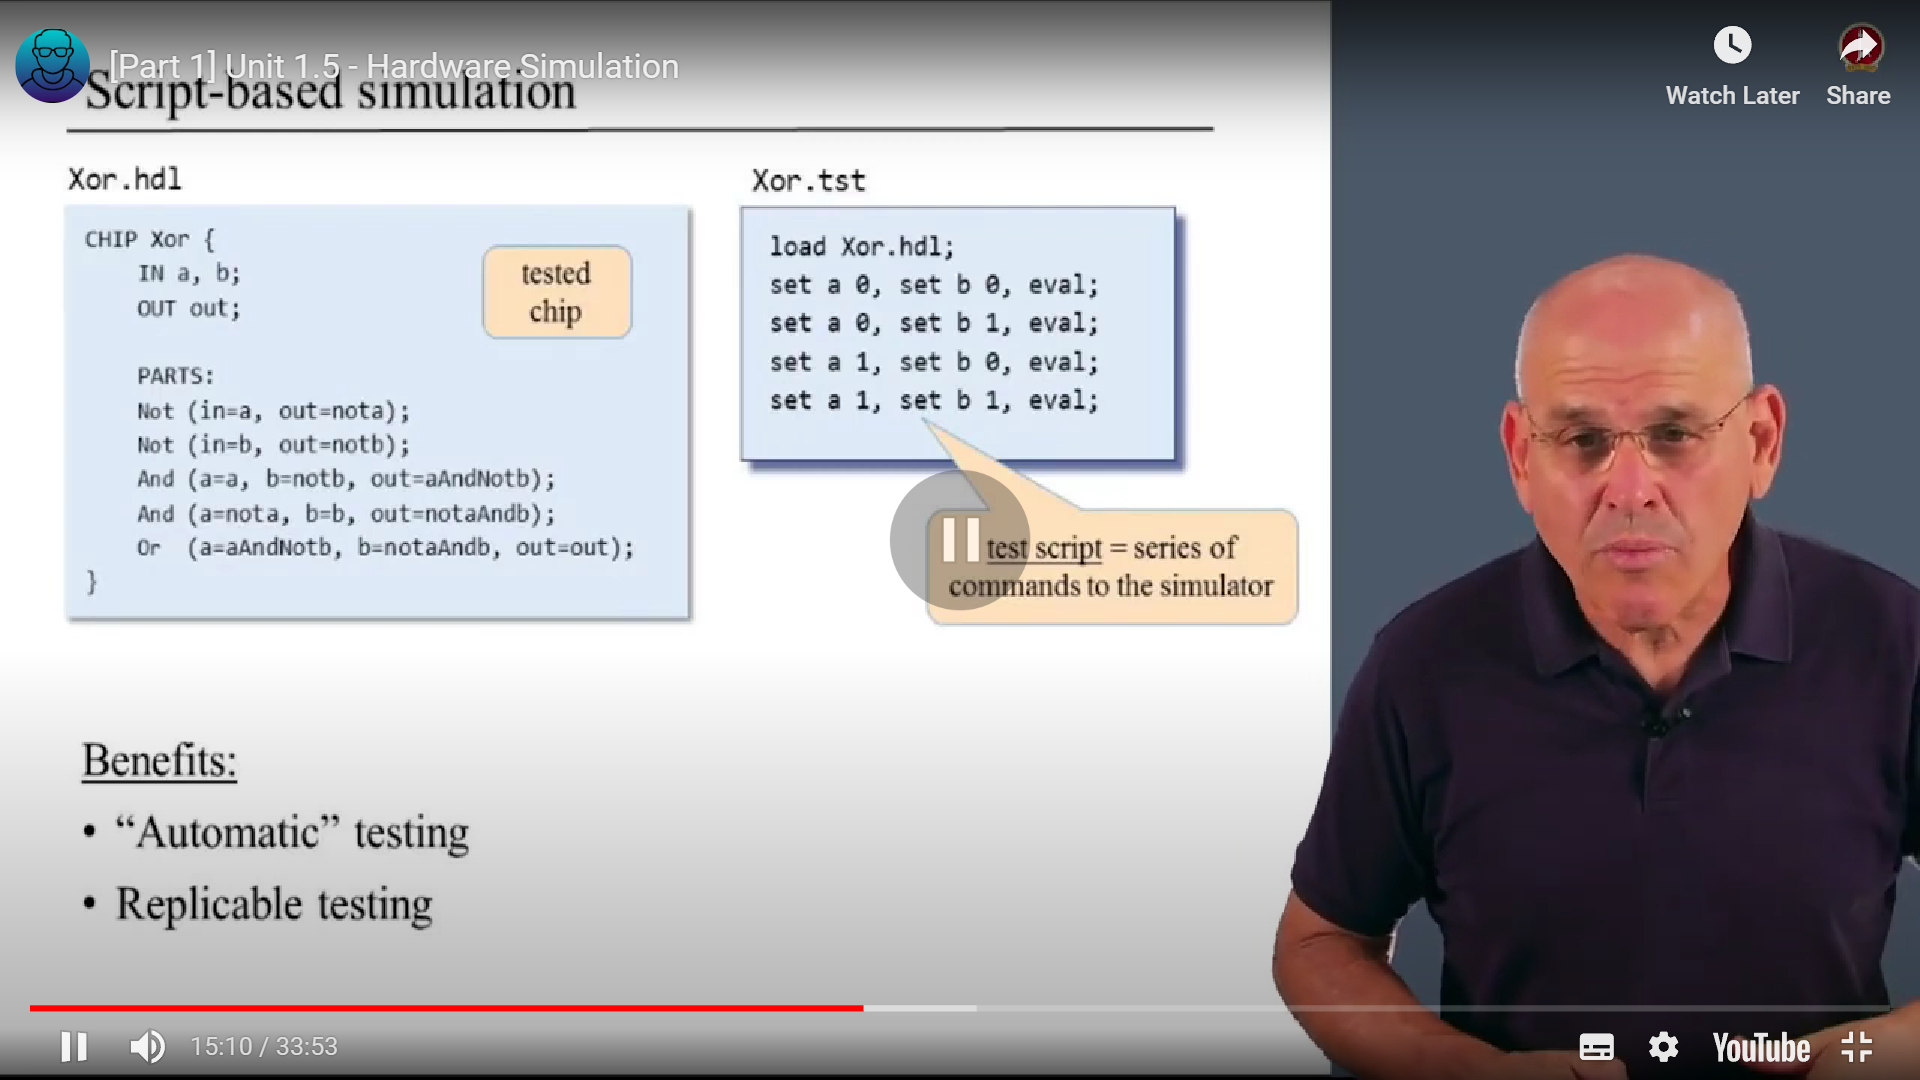 [Part 1] Unit 1.5 - Hardware Simulation
Watch Later
Share
Script-based simulation
Xor.hdl
CHIP Xor {
IN a, b;
OUT out;
PARTS:
Not (in=a, out=nota);
Not (in=b, out=notb);
And (a=a, b=notb, out=aAndNotb);
And (a=nota, b=b, out=notaAndb);
Or (a=aAndNotb, b=notaAndb, out=out);
}
tested
chip
Xor.tst
load Xor.hdl;
set a 0, set b 0, eval;
set a 0, set b 1, eval;
set a 1, set b 0, eval;
set a 1, set b 1, eval;
test script = series of
commands to the simulator
Benefits:
• “Automatic” testing
• Replicable testing
15:10 / 33:53
YouTube